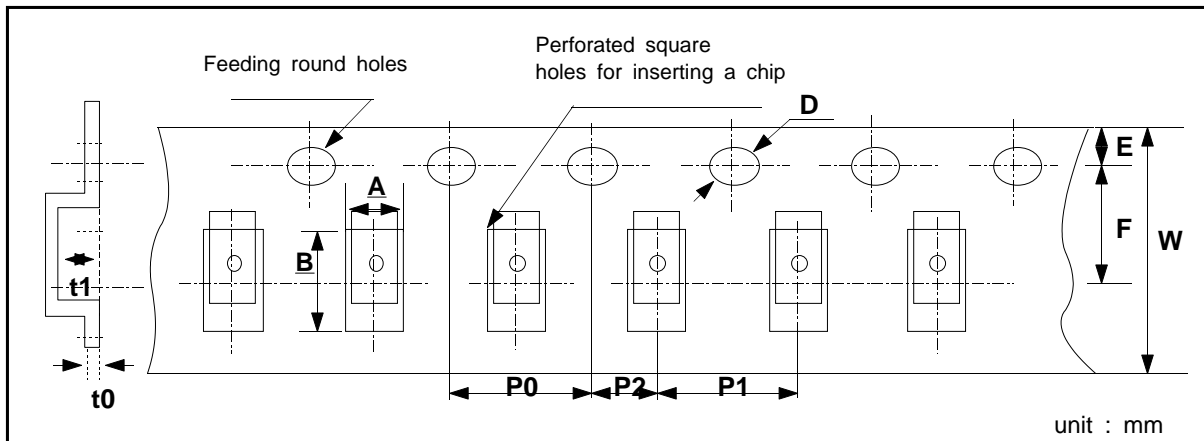 Feeding round holes
Perforated square
holes for inserting a chip
D
E
A
F
W
B
t1
t0
P0
P2
P1
unit : mm